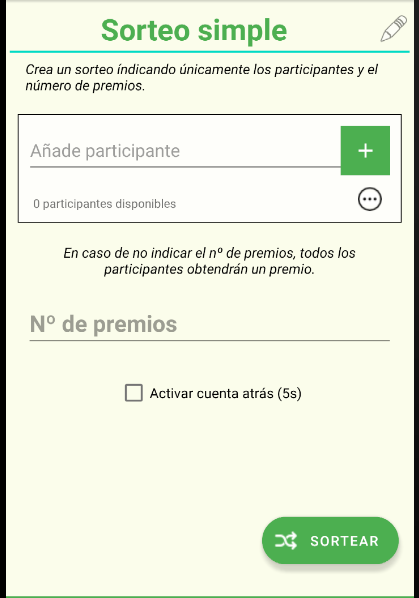 Sorteo simple
Crea un sorteo índicando únicamente los participantes y el
número de premios.
Añade participante
+
0 participantes disponibles
En caso de no indicar el nº de premios, todos los
participantes obtendrán un premio.
Nº de premios
Activar cuenta atrás (5s)
SORTEAR